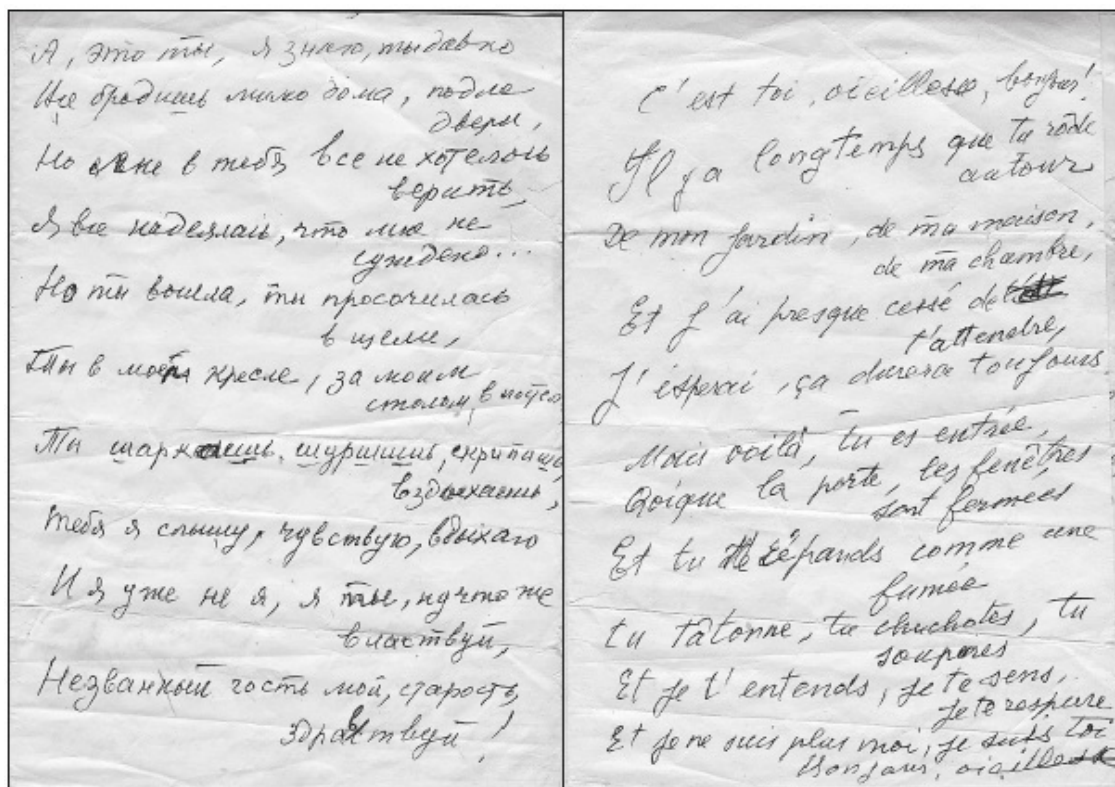 А, это ты, я знаю, ты давно
Уже бродишь мимо дома, подле
двери,
Но мне в тебя все не хотелось
верить,
Я все надеялась, что мне не
суждено...
Но ты вошла, ты просочилась
в щели,
Ты в моем кресле, за моим
столом, в постел
Ты шаркаешь, шуршишь, скрипишь,
вздыхаешь,
Тебя я слышу, чувствую, вдыхаю
И я уже не я, я ты, ну что же
властвуй,
Незванный гость мой, старость,
здравствуй!
C'est toi, vieillesse, bonjour!
Il y a longtemps que tu rôde
autour
De mon jardin, de ma maison,
de ma chambre,
Et j'ai presque cessé de
t'attendre,
J'esperai, ça durera toujours
Mais voilà, tu es entrée,
Qoique la porte, les fenêtres
sont fermées
Et tu te répands comme une
fumée
tu tâtonne, tu chuchotes, tu
soupires
Et je t'entends, je te sens,
je te respire
Et je ne suis plus moi, je suis toi
Bonjour, vieillesse